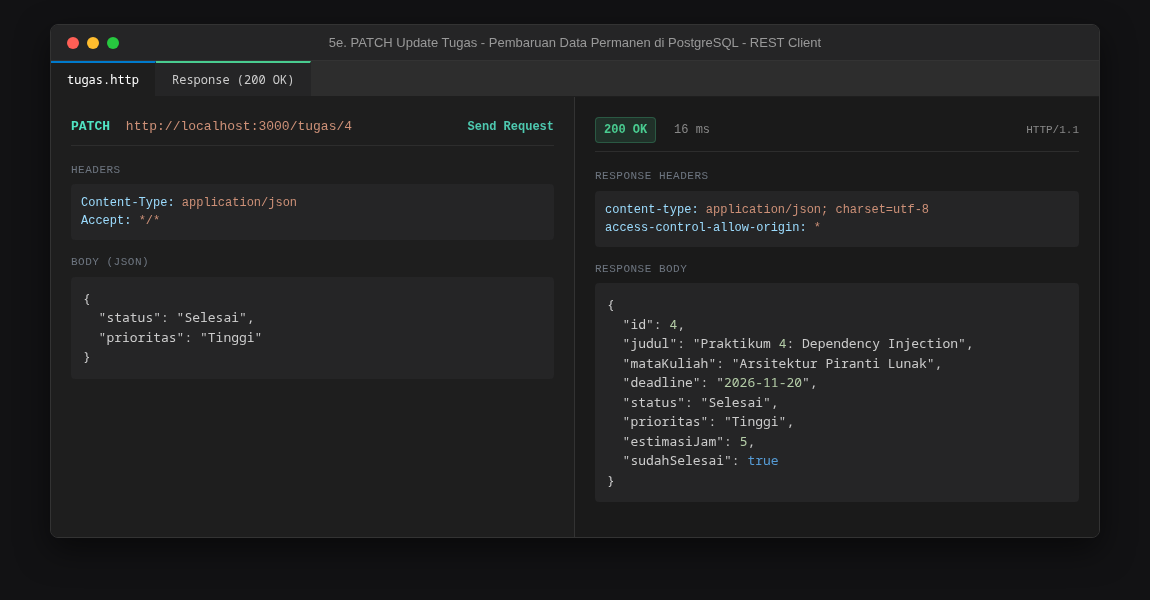 5e. PATCH Update Tugas - Pembaruan Data Permanen di PostgreSQL - REST Client
tugas.http
Response (200 OK)
PATCH http://localhost:3000/tugas/4
Send Request
HEADERS
Content-Type: application/json
Accept: */*
BODY (JSON)
{
"status": "Selesai",
"prioritas": "Tinggi"
}
200 OK
16 ms
HTTP/1.1
RESPONSE HEADERS
content-type: application/json; charset=utf-8
access-control-allow-origin: *
RESPONSE BODY
{
"id": 4,
"judul": "Praktikum 4: Dependency Injection",
"mataKuliah": "Arsitektur Piranti Lunak",
"deadline": "2026-11-20",
"status": "Selesai",
"prioritas": "Tinggi",
"estimasiJam": 5,
"sudahSelesai": true
}